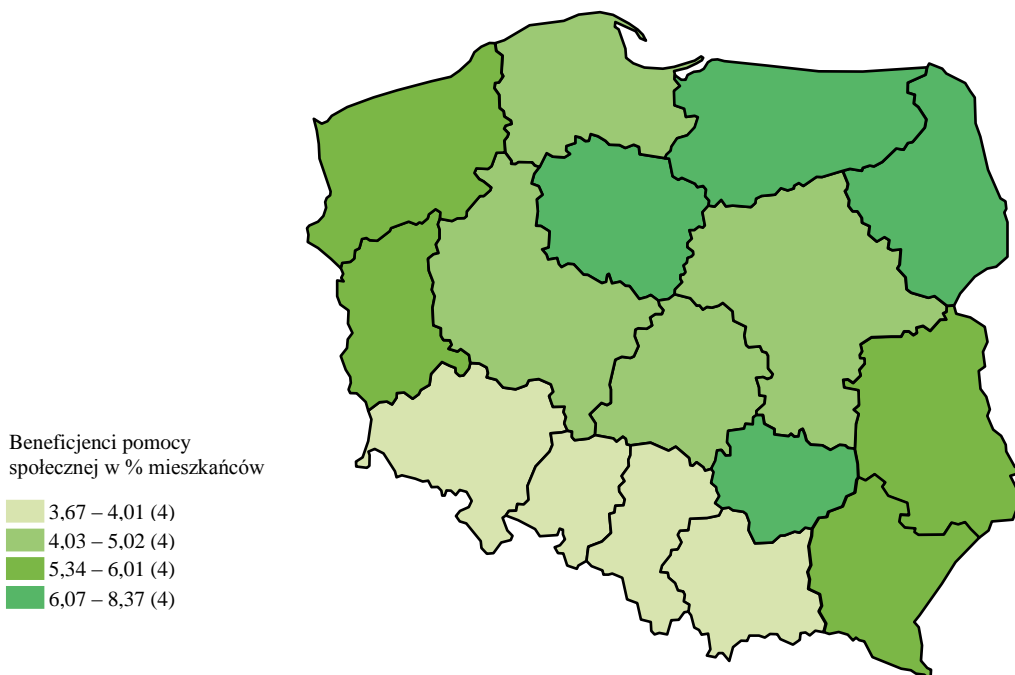 Beneficjenci pomocy
społecznej w % mieszkańców
3,67 – 4,01 (4)
4,03 – 5,02 (4)
5,34 – 6,01 (4)
6,07 – 8,37 (4)